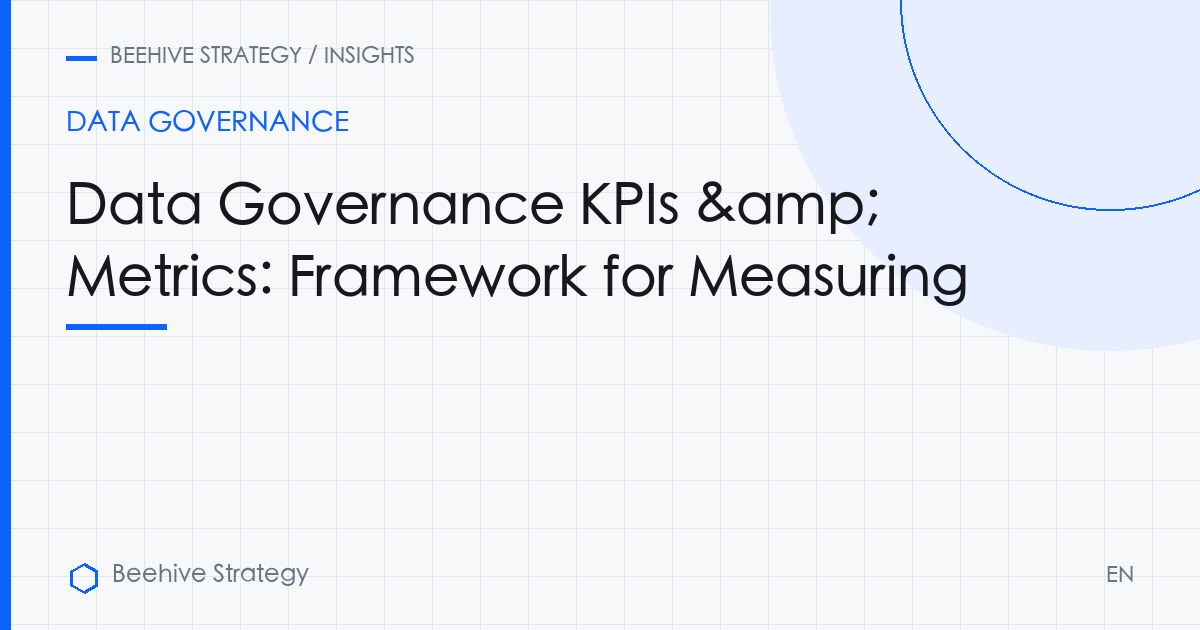 BEEHIVE STRATEGY / INSIGHTS
DATA GOVERNANCE
Data Governance KPIs &amp;
Metrics: Framework for Measuring
Beehive Strategy
EN